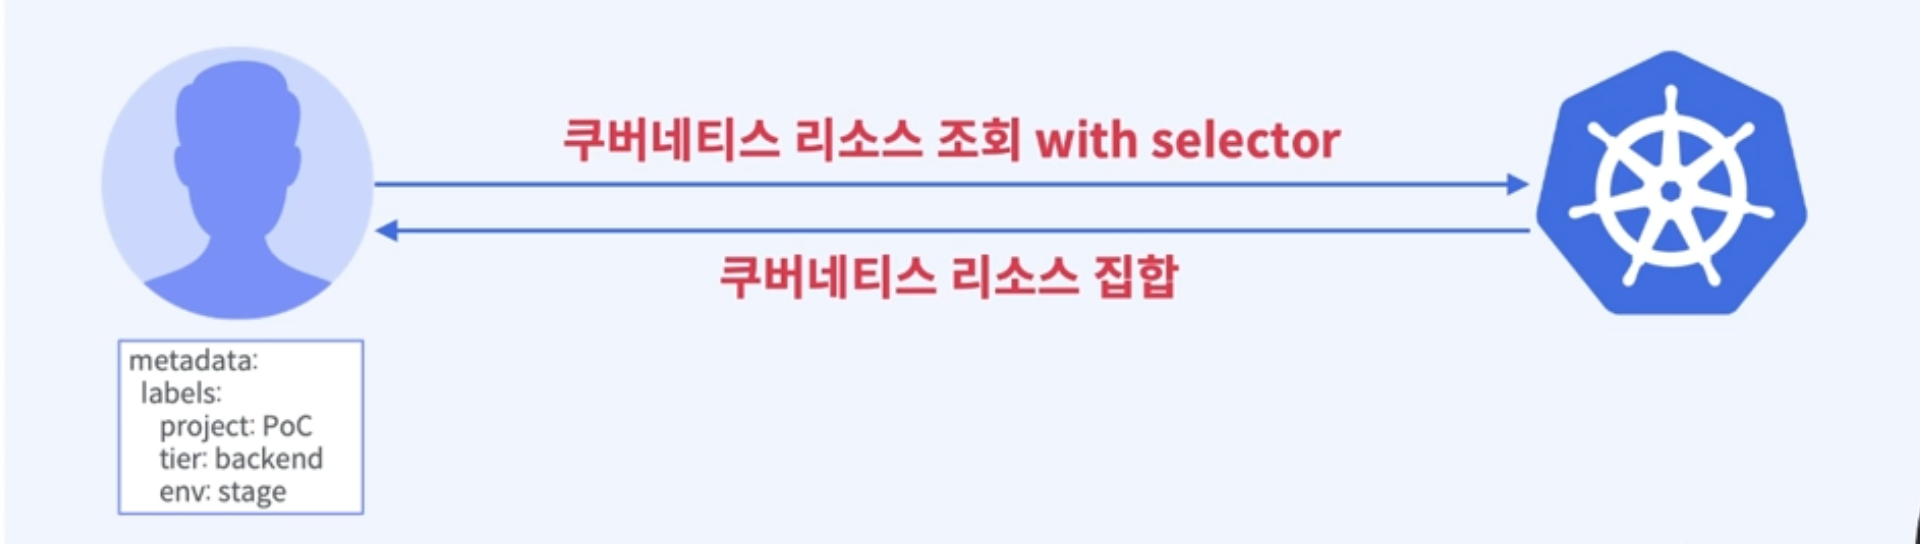 쿠버네티스 리소스 조회 with selector
쿠버네티스 리소스 집합
metadata:
labels:
project: PoC
tier: backend
env: stage